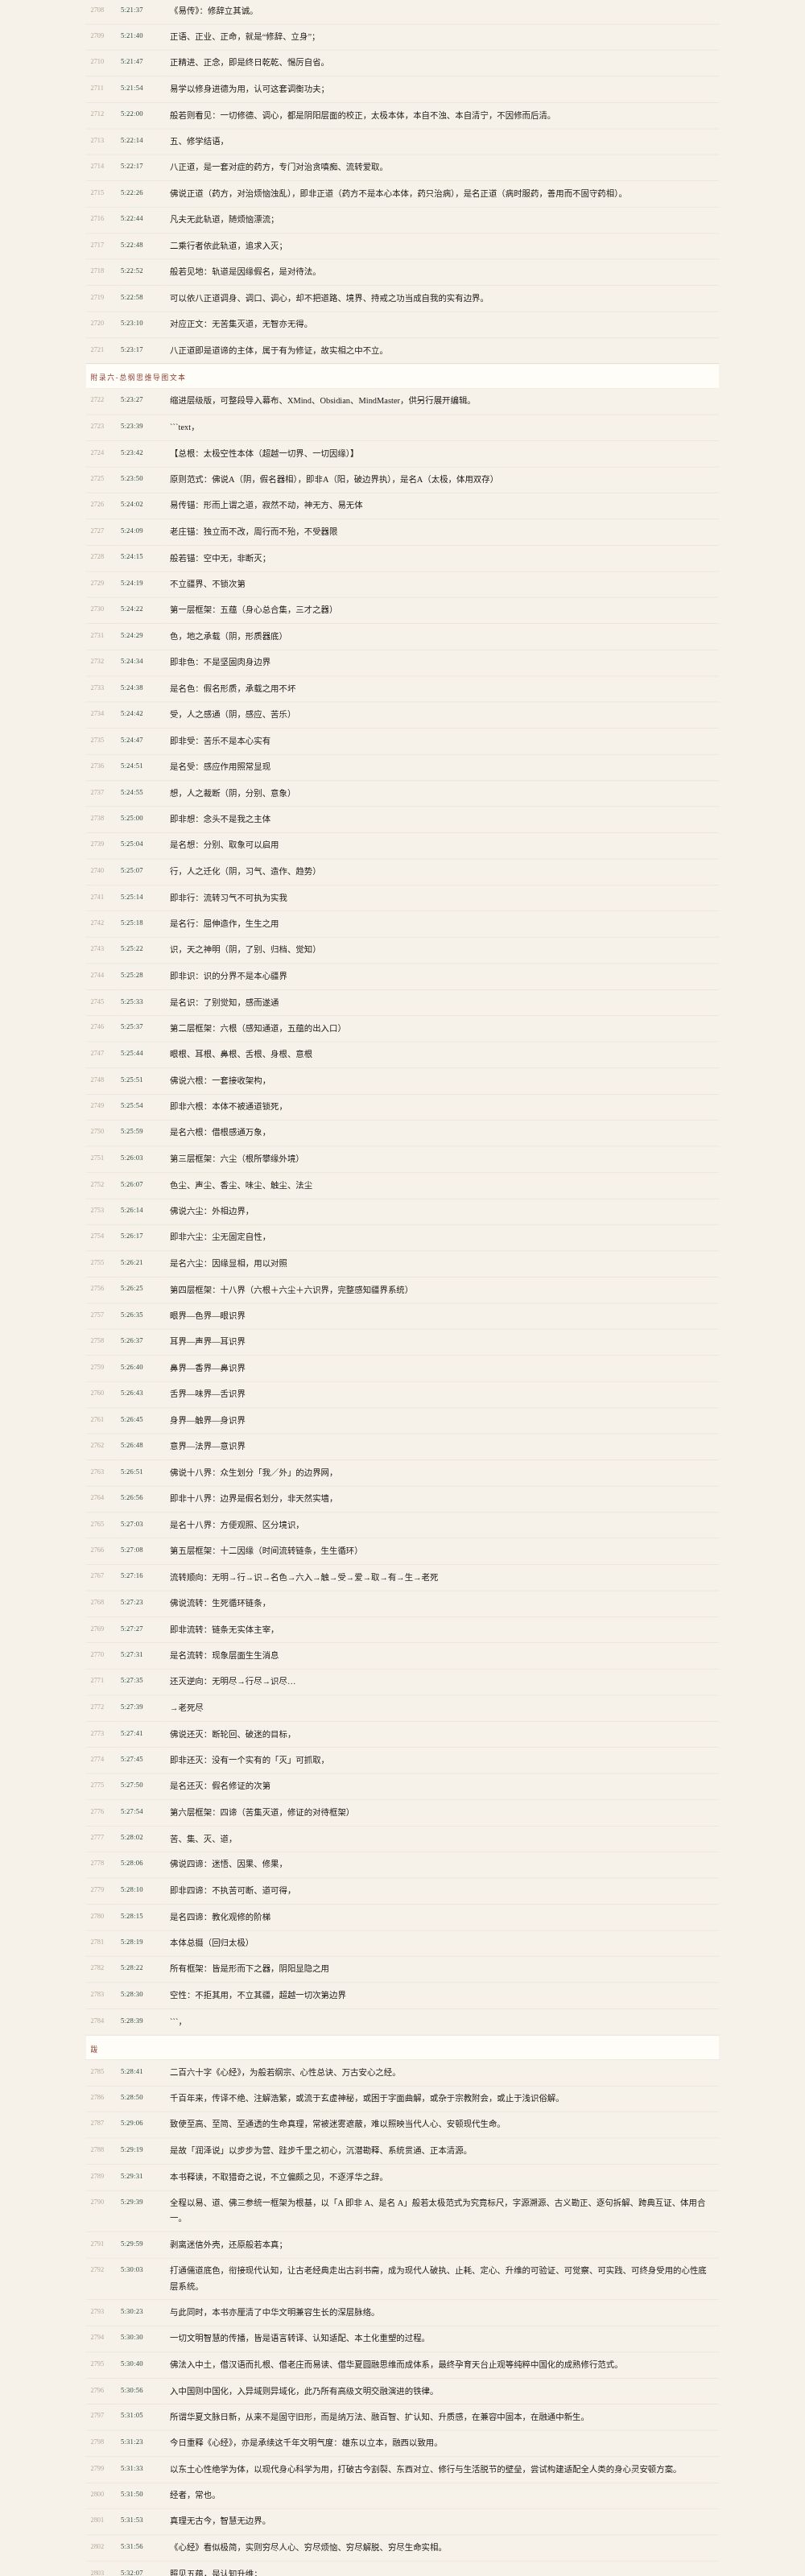 2708 5:21:37 《易传》：修辞立其诚。
2709 5:21:40 正语、正业、正命，就是“修辞、立身”；
2710 5:21:47 正精进、正念，即是终日乾乾、惕厉自省。
2711 5:21:54 易学以修身进德为用，认可这套调衡功夫；
2712 5:22:00 般若则看见：一切修德、调心，都是阴阳层面的校正，太极本体，本自不浊、本自清宁，不因修而后清。
2713 5:22:14 五、修学结语，
2714 5:22:17 八正道，是一套对症的药方，专门对治贪嗔痴、流转爱取。
2715 5:22:26 佛说正道（药方，对治烦恼浊乱），即非正道（药方不是本心本体，药只治病），是名正道（病时服药，善用而不固守药相）。
2716 5:22:44 凡夫无此轨道，随烦恼漂流；
2717 5:22:48 二乘行者依此轨道，追求入灭；
2718 5:22:52 般若见地：轨道是因缘假名，是对待法。
2719 5:22:58 可以依八正道调身、调口、调心，却不把道路、境界、持戒之功当成自我的实有边界。
2720 5:23:10 对应正文：无苦集灭道，无智亦无得。
2721 5:23:17 八正道即是道谛的主体，属于有为修证，故实相之中不立。
附录六·总纲思维导图文本
2722 5:23:27 缩进层级版，可整段导入幕布、XMind、Obsidian、MindMaster，供另行展开编辑。
2723 5:23:39 ```text，
2724 5:23:42 【总根：太极空性本体（超越一切界、一切因缘）】
2725 5:23:50 原则范式：佛说A（阴，假名器相），即非A（阳，破边界执），是名A（太极，体用双存）
2726 5:24:02 易传锚：形而上谓之道，寂然不动，神无方、易无体
2727 5:24:09 老庄锚：独立而不改，周行而不殆，不受器限
2728 5:24:15 般若锚：空中无，非断灭；
2729 5:24:19 不立疆界、不锁次第
2730 5:24:22 第一层框架：五蕴（身心总合集，三才之器）
2731 5:24:29 色，地之承载（阴，形质器底）
2732 5:24:34 即非色：不是坚固肉身边界
2733 5:24:38 是名色：假名形质，承载之用不坏
2734 5:24:42 受，人之感通（阴，感应、苦乐）
2735 5:24:47 即非受：苦乐不是本心实有
2736 5:24:51 是名受：感应作用照常显现
2737 5:24:55 想，人之裁断（阴，分别、意象）
2738 5:25:00 即非想：念头不是我之主体
2739 5:25:04 是名想：分别、取象可以启用
2740 5:25:07 行，人之迁化（阴，习气、造作、趋势）
2741 5:25:14 即非行：流转习气不可执为实我
2742 5:25:18 是名行：屈伸造作，生生之用
2743 5:25:22 识，天之神明（阴，了别、归档、觉知）
2744 5:25:28 即非识：识的分界不是本心疆界
2745 5:25:33 是名识：了别觉知，感而遂通
2746 5:25:37 第二层框架：六根（感知通道，五蕴的出入口）
2747 5:25:44 眼根、耳根、鼻根、舌根、身根、意根
2748 5:25:51 佛说六根：一套接收架构，
2749 5:25:54 即非六根：本体不被通道锁死，
2750 5:25:59 是名六根：借根感通万象，
2751 5:26:03 第三层框架：六尘（根所攀缘外境）
2752 5:26:07 色尘、声尘、香尘、味尘、触尘、法尘
2753 5:26:14 佛说六尘：外相边界，
2754 5:26:17 即非六尘：尘无固定自性，
2755 5:26:21 是名六尘：因缘显相，用以对照
2756 5:26:25 第四层框架：十八界（六根＋六尘＋六识界，完整感知疆界系统）
2757 5:26:35 眼界—色界—眼识界
2758 5:26:37 耳界—声界—耳识界
2759 5:26:40 鼻界—香界—鼻识界
2760 5:26:43 舌界—味界—舌识界
2761 5:26:45 身界—触界—身识界
2762 5:26:48 意界—法界—意识界
2763 5:26:51 佛说十八界：众生划分「我／外」的边界网，
2764 5:26:56 即非十八界：边界是假名划分，非天然实墙，
2765 5:27:03 是名十八界：方便观照、区分境识，
2766 5:27:08 第五层框架：十二因缘（时间流转链条，生生循环）
2767 5:27:16 流转顺向：无明→行→识→名色→六入→触→受→爱→取→有→生→老死
2768 5:27:23 佛说流转：生死循环链条，
2769 5:27:27 即非流转：链条无实体主宰，
2770 5:27:31 是名流转：现象层面生生消息
2771 5:27:35 还灭逆向：无明尽→行尽→识尽…
2772 5:27:39 →老死尽
2773 5:27:41 佛说还灭：断轮回、破迷的目标，
2774 5:27:45 即非还灭：没有一个实有的「灭」可抓取，
2775 5:27:50 是名还灭：假名修证的次第
2776 5:27:54 第六层框架：四谛（苦集灭道，修证的对待框架）
2777 5:28:02 苦、集、灭、道，
2778 5:28:06 佛说四谛：迷悟、因果、修果，
2779 5:28:10 即非四谛：不执苦可断、道可得，
2780 5:28:15 是名四谛：教化观修的阶梯
2781 5:28:19 本体总摄（回归太极）
2782 5:28:22 所有框架：皆是形而下之器，阴阳显隐之用
2783 5:28:30 空性：不拒其用，不立其疆，超越一切次第边界
2784 5:28:39 ```，
跋
2785 5:28:41 二百六十字《心经》，为般若纲宗、心性总诀、万古安心之经。
2786 5:28:50 千百年来，传译不绝、注解浩繁，或流于玄虚神秘，或困于字面曲解，或杂于宗教附会，或止于浅识俗解。
2787 5:29:06 致使至高、至简、至通透的生命真理，常被迷雾遮蔽，难以照映当代人心、安顿现代生命。
2788 5:29:19 是故「润泽说」以步步为营、跬步千里之初心，沉潜勘释、系统贯通、正本清源。
2789 5:29:31 本书释读，不取猎奇之说，不立偏颇之见，不逐浮华之辞。
2790 5:29:39 全程以易、道、佛三参统一框架为根基，以「A 即非 A、是名 A」般若太极范式为究竟标尺，字源溯源、古义勘正、逐句拆解、跨典互证、体用合
一。
2791 5:29:59 剥离迷信外壳，还原般若本真；
2792 5:30:03 打通儒道底色，衔接现代认知，让古老经典走出古刹书斋，成为现代人破执、止耗、定心、升维的可验证、可觉察、可实践、可终身受用的心性底
层系统。
2793 5:30:23 与此同时，本书亦厘清了中华文明兼容生长的深层脉络。
2794 5:30:30 一切文明智慧的传播，皆是语言转译、认知适配、本土化重塑的过程。
2795 5:30:40 佛法入中土，借汉语而扎根、借老庄而易读、借华夏圆融思维而成体系，最终孕育天台止观等纯粹中国化的成熟修行范式。
2796 5:30:56 入中国则中国化，入异域则异域化，此乃所有高级文明交融演进的铁律。
2797 5:31:05 所谓华夏文脉日新，从来不是固守旧形，而是纳万法、融百智、扩认知、升质感，在兼容中固本，在融通中新生。
2798 5:31:23 今日重释《心经》，亦是承续这千年文明气度：雄东以立本，融西以致用。
2799 5:31:33 以东土心性绝学为体，以现代身心科学为用，打破古今割裂、东西对立、修行与生活脱节的壁垒，尝试构建适配全人类的身心灵安顿方案。
2800 5:31:50 经者，常也。
2801 5:31:53 真理无古今，智慧无边界。
2802 5:31:56 《心经》看似极简，实则穷尽人心、穷尽烦恼、穷尽解脱、穷尽生命实相。
2803 5:32:07 照见五蕴，是认知升维；